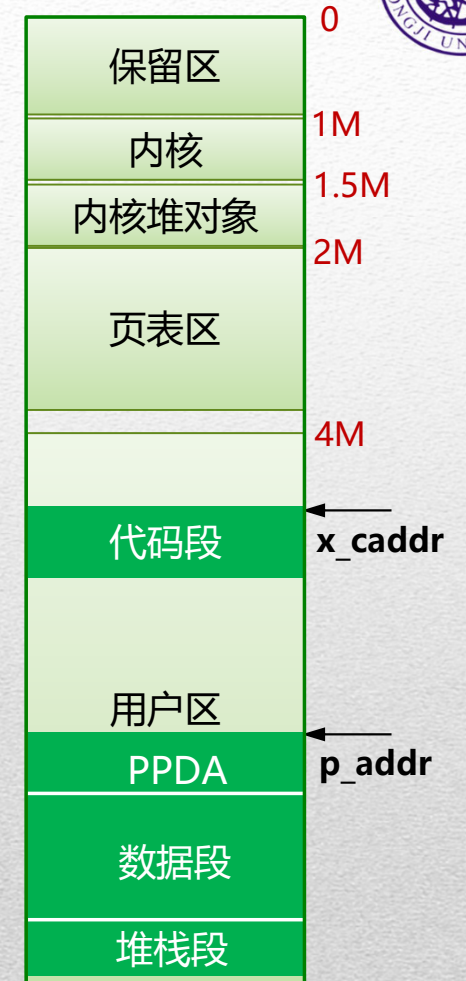 0
保留区
1M
内核
1.5M
内核堆对象
2M
页表区
4M
代码段
x_caddr
用户区
PPDA
p_addr
数据段
堆栈段